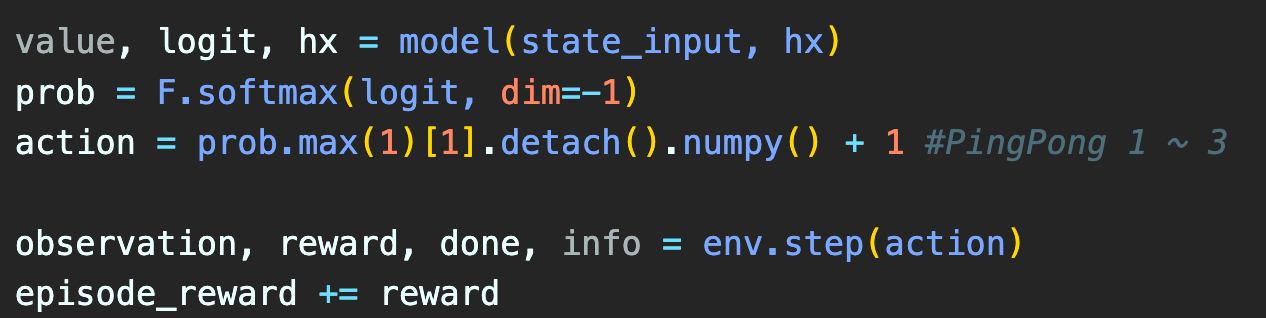 value, logit, hx = model(state_input, hx)
prob = F.softmax(logit, dim=-1)
action = prob.max(1)[1].detach().numpy() + 1 #PingPong 1 ~ 3
observation, reward, done, info = env.step(action)
episode_reward += reward